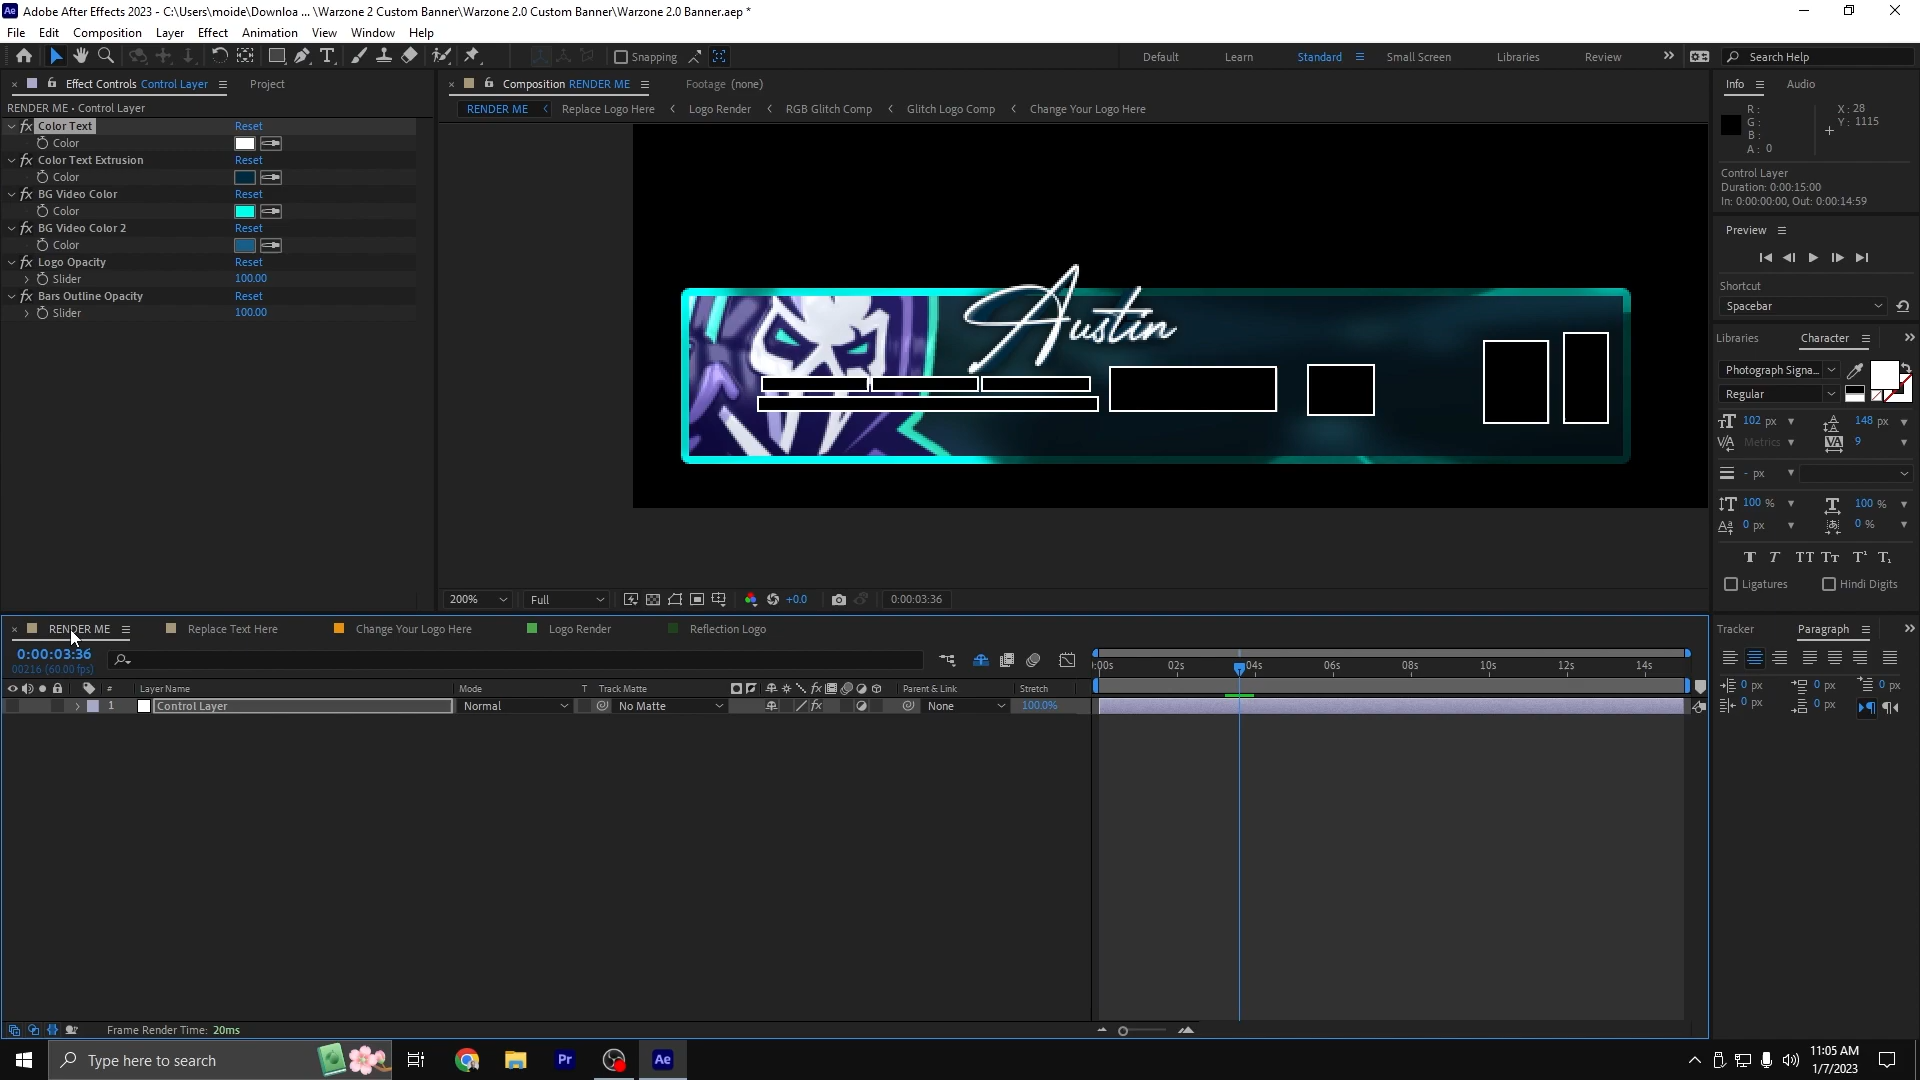 Adobe After Effects 2023 - C:\Users\moide\Downloa ... \Warzone 2 Custom Banner\Warzone 2.0 Custom Banner\Warzone 2.0 Banner.aep *
File Edit Composition Layer Effect Animation View Window Help
Snapping Default Learn Standard Small Screen Libraries Review Search Help
Effect Controls Control Layer Project Composition RENDER ME Footage (none) Info Audio
RENDER ME • Control Layer
RENDER ME Replace Logo Here Logo Render RGB Glitch Comp Glitch Logo Comp Change Your Logo Here
R: G: B: A: 0 X: 28 Y: 1115
Color Text Reset
Color
Color Text Extrusion Reset
Color
BG Video Color Reset
Color
BG Video Color 2 Reset
Color
Logo Opacity Reset
Slider 100.00
Bars Outline Opacity Reset
Slider 100.00
Austin
Control Layer
Duration: 0:00:15:00
In: 0:00:00:00, Out: 0:00:14:59
Preview
Shortcut
Spacebar
Libraries Character
Photograph Signa...
Regular
102 px 148 px
Metrics 9
- px
100 % 100 %
0 px 0 %
Ligatures Hindi Digits
200% Full +0.0 0:00:03:36
RENDER ME Replace Text Here Change Your Logo Here Logo Render Reflection Logo
Tracker Paragraph
0:00:03:36
00216 (60.00 fps)
:00s 02s 04s 06s 08s 10s 12s 14s
# Layer Name Mode T Track Matte Parent & Link Stretch
1 Control Layer Normal No Matte None 100.0%
0 px 0 px 0 px
0 px 0 px
Frame Render Time: 20ms
Type here to search
11:05 AM
1/7/2023